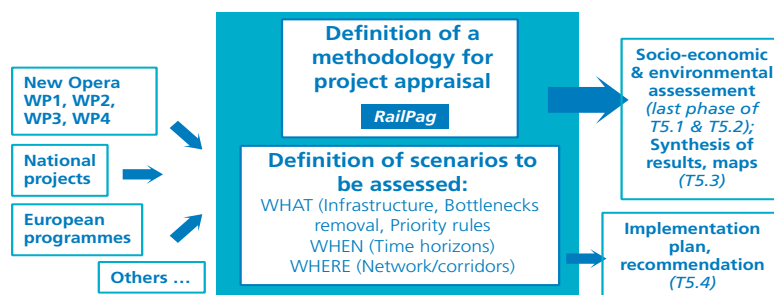 New Opera
WP1, WP2,
WP3, WP4
National
projects
European
programmes
Others ...
Definition of a
methodology for
project appraisal
RailPag
Definition of scenarios to
be assessed:
WHAT (Infrastructure, Bottlenecks
removal, Priority rules
WHEN (Time horizons)
WHERE (Network/corridors)
Socio-economic
& environmental
assessement
(last phase of
T5.1 & T5.2);
Synthesis of
results, maps
(T5.3)
Implementation
plan,
recommendation
(T5.4)